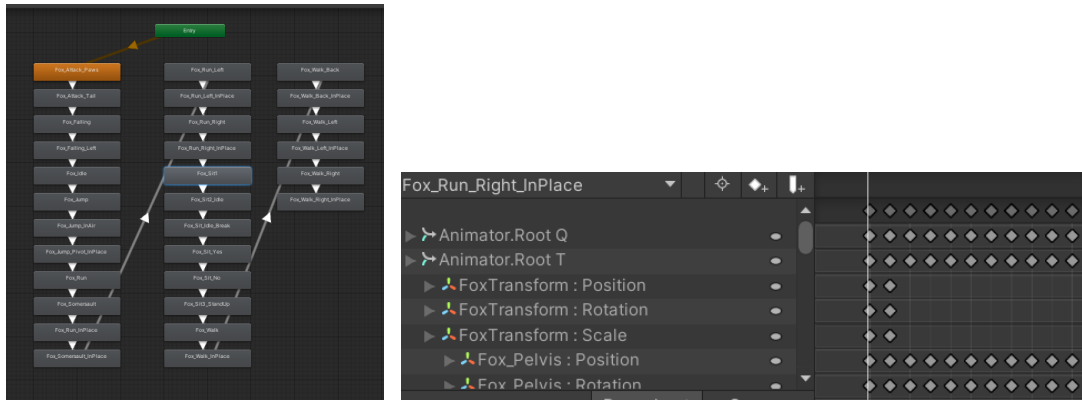 Entry
Fox_Attack_Paws
Fox_Attack_Tail
Fox_Falling
Fox_Falling_Left
Fox_Idle
Fox_Jump
Fox_Jump_InAir
Fox_Jump_Pivot_InPlace
Fox_Run
Fox_Somersault
Fox_Run_InPlace
Fox_Somersault_InPlace
Fox_Run_Left
Fox_Run_Left_InPlace
Fox_Run_Right
Fox_Run_Right_InPlace
Fox_Sit1
Fox_Sit2_Idle
Fox_Sit_Idle_Break
Fox_Sit_Yes
Fox_Sit_No
Fox_Sit3_StandUp
Fox_Walk
Fox_Walk_InPlace
Fox_Walk_Back
Fox_Walk_Back_InPlace
Fox_Walk_Left
Fox_Walk_Left_InPlace
Fox_Walk_Right
Fox_Walk_Right_InPlace
Fox_Run_Right_InPlace
Animator.Root Q
Animator.Root T
FoxTransform : Position
FoxTransform : Rotation
FoxTransform : Scale
Fox_Pelvis : Position
Fox_Pelvis : Rotation